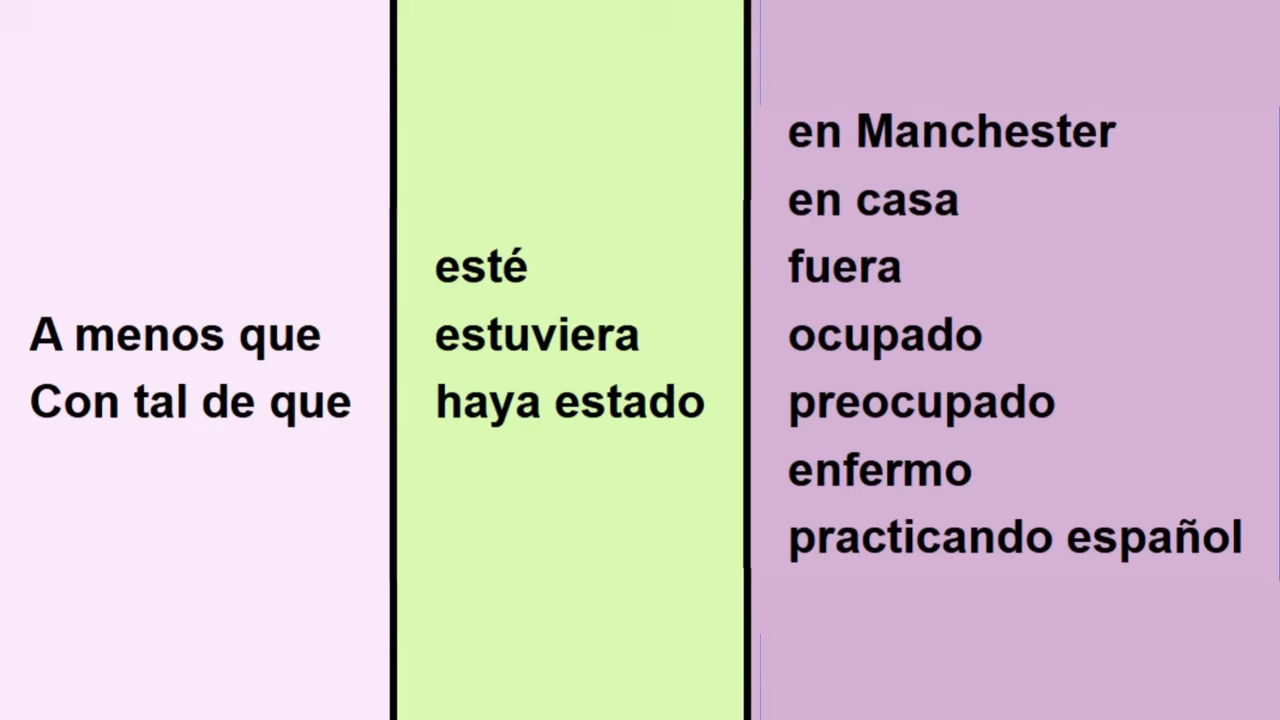 A menos que
Con tal de que
esté
estuviera
haya estado
en Manchester
en casa
fuera
ocupado
preocupado
enfermo
practicando español